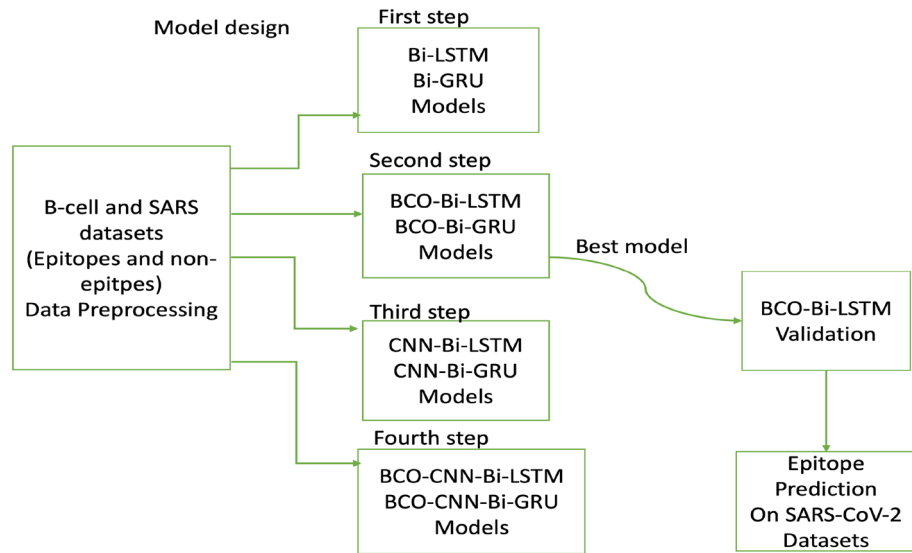 Model design
First step
Bi-LSTM
Bi-GRU
Models
B-cell and SARS
datasets
(Epitopes and non-
epitpes)
Data Preprocessing
Second step
BCO-Bi-LSTM
BCO-Bi-GRU
Models
Best model
BCO-Bi-LSTM
Validation
Third step
CNN-Bi-LSTM
CNN-Bi-GRU
Models
Fourth step
BCO-CNN-Bi-LSTM
BCO-CNN-Bi-GRU
Models
Epitope
Prediction
On SARS-CoV-2
Datasets